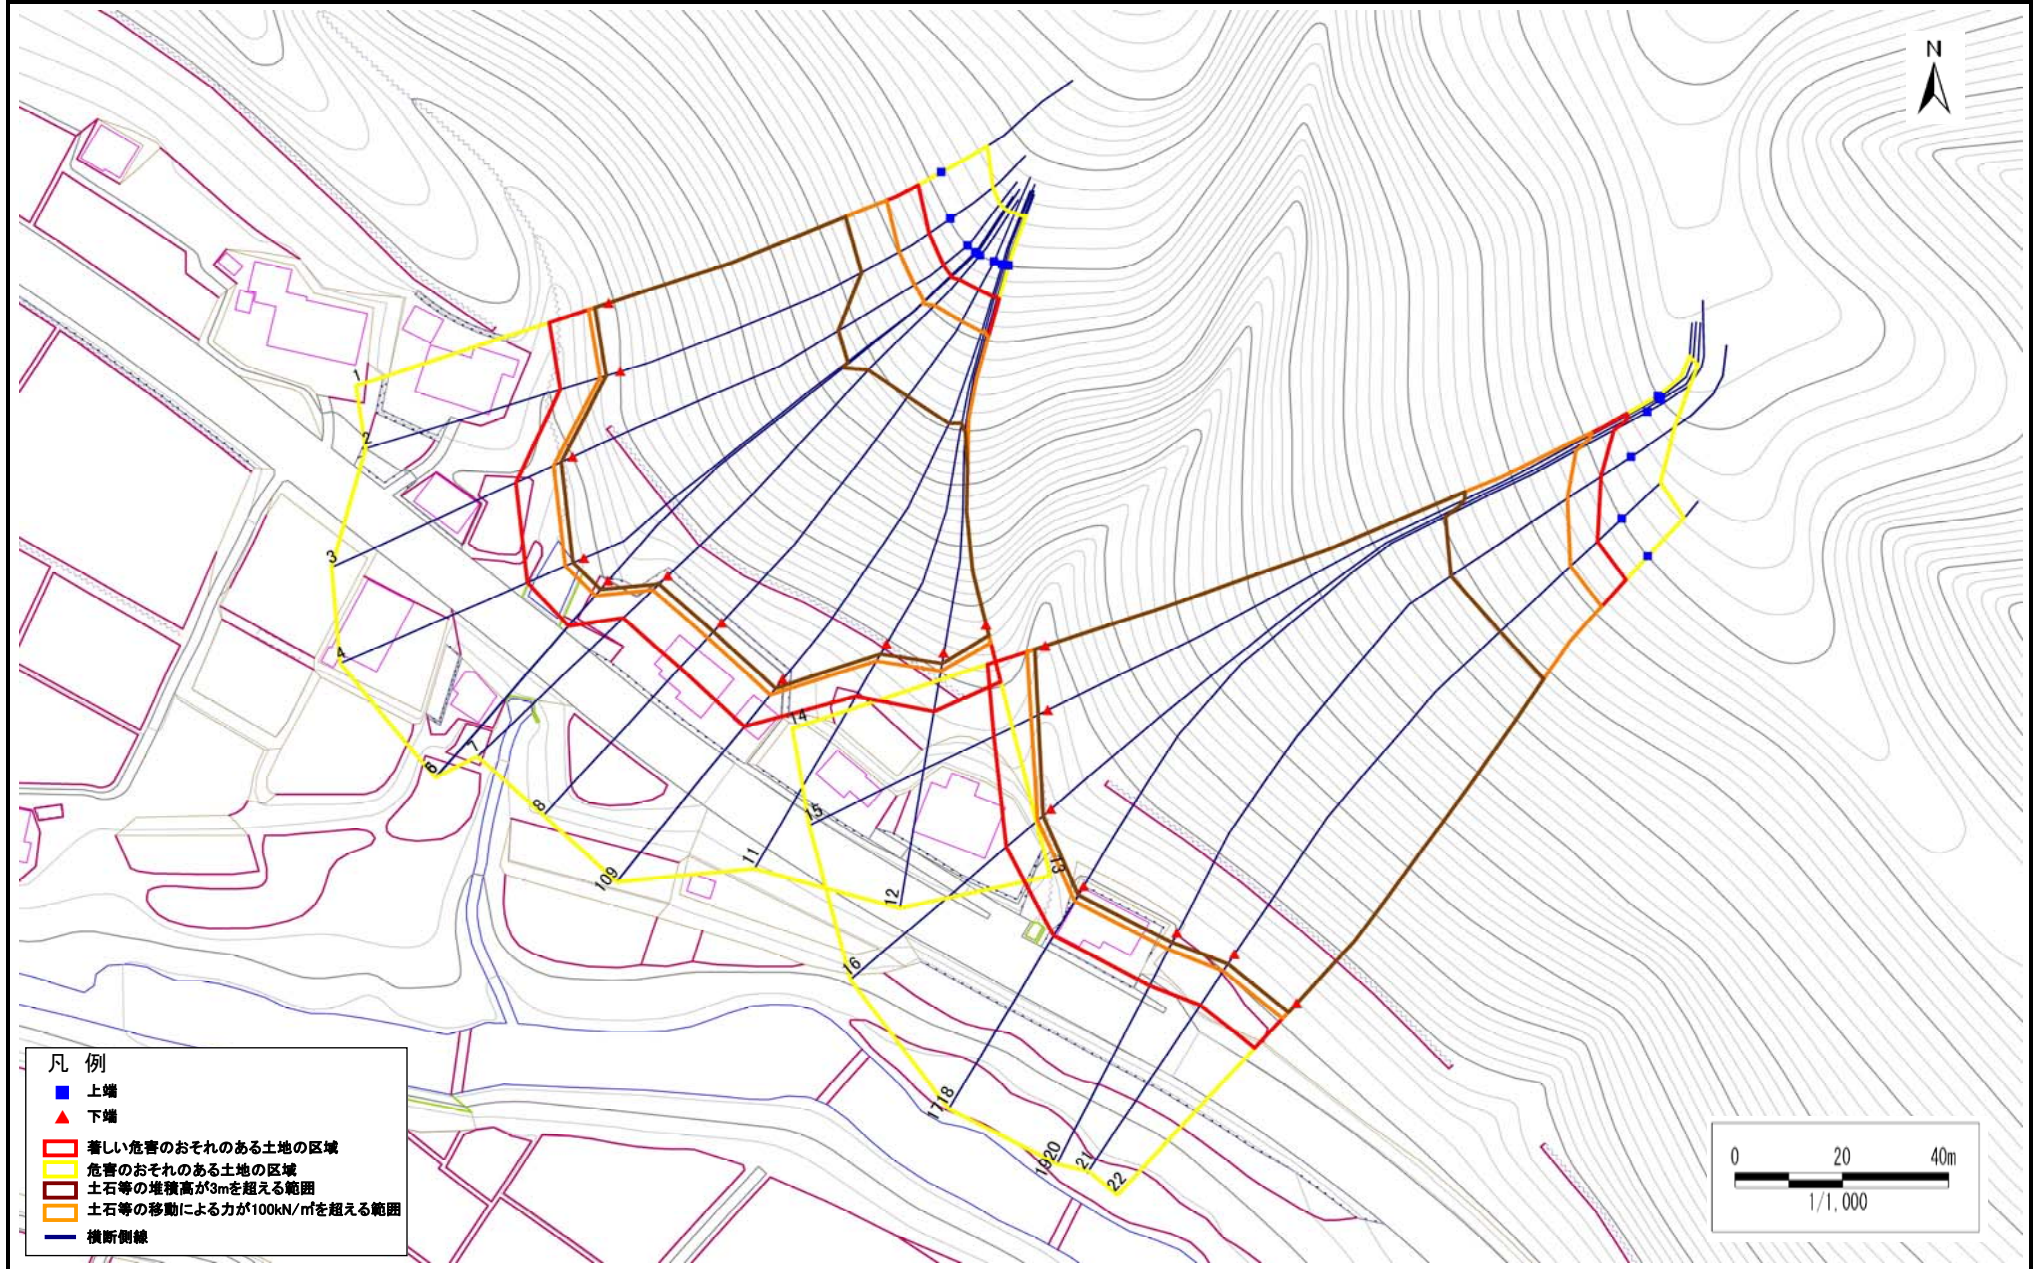 N
1
2
3
4
6
7
8
109
11
12
13
14
15
16
1718
1920
21
22
凡 例
上端
下端
著しい危害のおそれのある土地の区域
危害のおそれのある土地の区域
土石等の堆積高が3mを超える範囲
土石等の移動による力が100kN/㎡を超える範囲
横断側線
0 20 40m
1/1,000